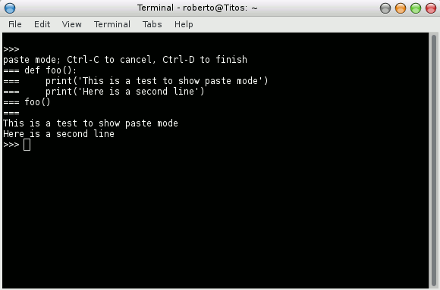 Terminal - roberto@Titos: ~
File Edit View Terminal Tabs Help
>>>
paste mode; Ctrl-C to cancel, Ctrl-D to finish
=== def foo():
===     print('This is a test to show paste mode')
===     print('Here is a second line')
=== foo()
===
This is a test to show paste mode
Here is a second line
>>>